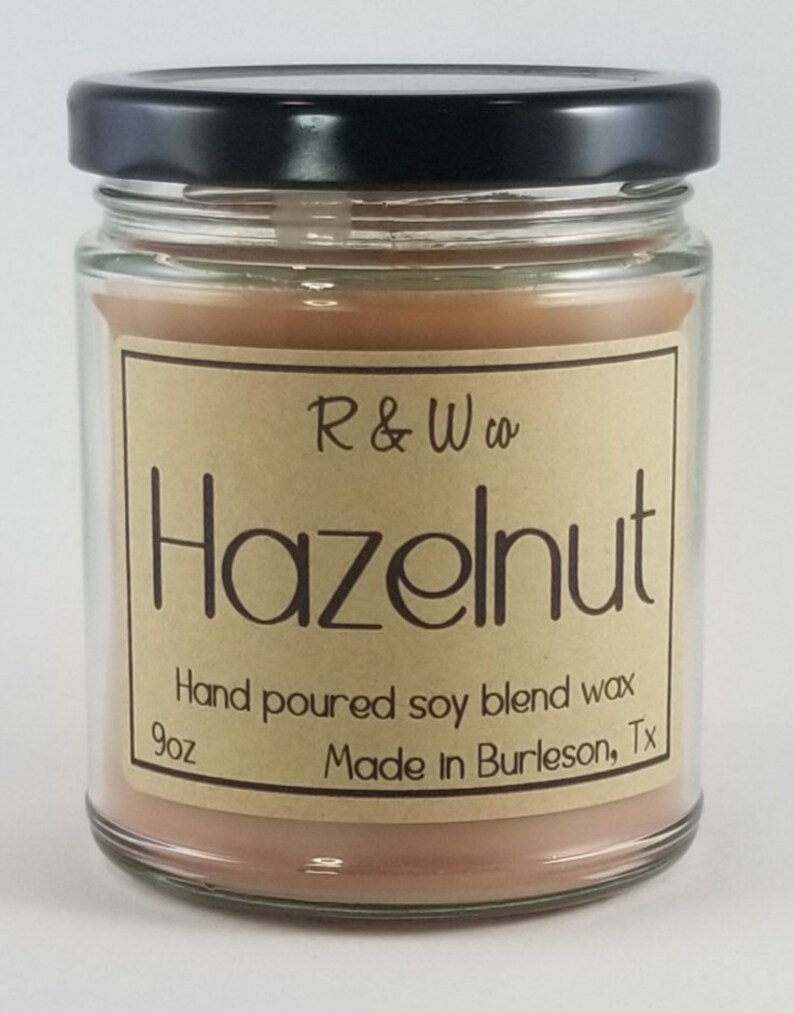 R & W co
Hazelnut
Hand poured soy blend wax
9oz Made in Burleson, Tx